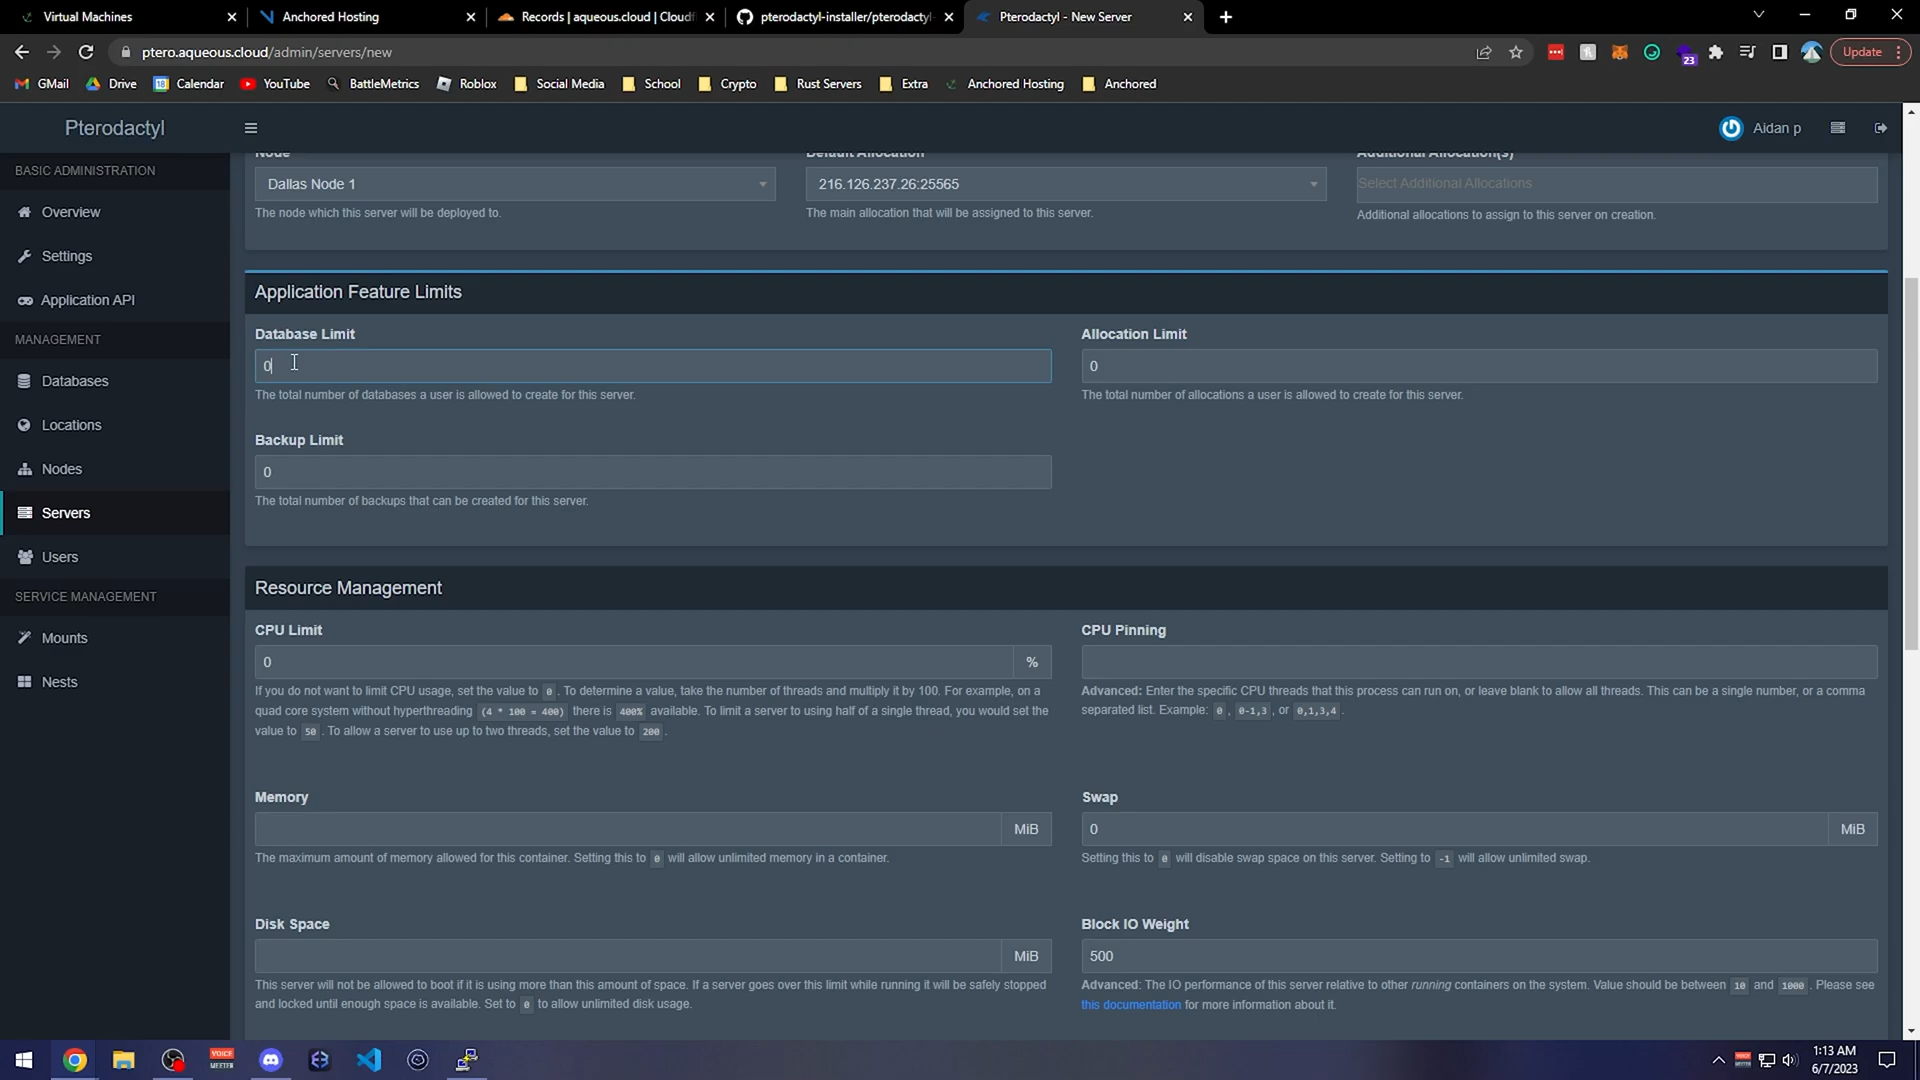 Virtual Machines
Anchored Hosting
Records | aqueous.cloud | Cloudf
pterodactyl-installer/pterodactyl-
Pterodactyl - New Server
ptero.aqueous.cloud/admin/servers/new
23
Update
GMail
Drive
18
Calendar
YouTube
BattleMetrics
Roblox
Social Media
School
Crypto
Rust Servers
Extra
Anchored Hosting
Anchored
Pterodactyl
Aidan p
BASIC ADMINISTRATION
Overview
Settings
Application API
MANAGEMENT
Databases
Locations
Nodes
Servers
Users
SERVICE MANAGEMENT
Mounts
Nests
Node
Default Allocation
Additional Allocation(s)
Dallas Node 1
216.126.237.26:25565
Select Additional Allocations
The node which this server will be deployed to.
The main allocation that will be assigned to this server.
Additional allocations to assign to this server on creation.
Application Feature Limits
Database Limit
Allocation Limit
0
0
The total number of databases a user is allowed to create for this server.
The total number of allocations a user is allowed to create for this server.
Backup Limit
0
The total number of backups that can be created for this server.
Resource Management
CPU Limit
CPU Pinning
0
%
If you do not want to limit CPU usage, set the value to 0 . To determine a value, take the number of threads and multiply it by 100. For example, on a
quad core system without hyperthreading (4 * 100 = 400) there is 400% available. To limit a server to using half of a single thread, you would set the
value to 50 . To allow a server to use up to two threads, set the value to 200 .
Advanced: Enter the specific CPU threads that this process can run on, or leave blank to allow all threads. This can be a single number, or a comma
separated list. Example: 0 , 0-1,3 , or 0,1,3,4 .
Memory
Swap
MiB
0
MiB
The maximum amount of memory allowed for this container. Setting this to 0 will allow unlimited memory in a container.
Setting this to 0 will disable swap space on this server. Setting to -1 will allow unlimited swap.
Disk Space
Block IO Weight
MiB
500
This server will not be allowed to boot if it is using more than this amount of space. If a server goes over this limit while running it will be safely stopped
and locked until enough space is available. Set to 0 to allow unlimited disk usage.
Advanced: The IO performance of this server relative to other running containers on the system. Value should be between 10 and 1000 . Please see
this documentation for more information about it.
VOICE
MEETER
1:13 AM
6/7/2023